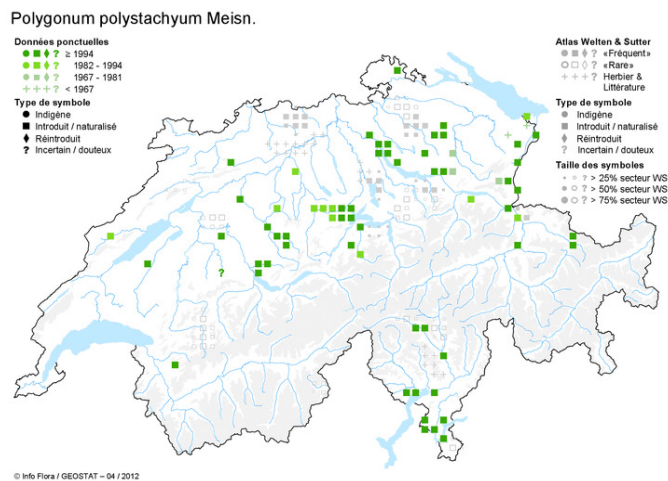 Polygonum polystachyum Meisn.
Données ponctuelles
? ≥ 1994
? 1982 - 1994
? 1967 - 1981
+++? < 1967
Type de symbole
Indigène
Introduit / naturalisé
Réintroduit
? Incertain / douteux
Atlas Welten & Sutter
? «Fréquent»
? «Rare»
+++? Herbier &
Littérature
Type de symbole
Indigène
Introduit / naturalisé
Réintroduit
? Incertain / douteux
Taille des symboles
? > 25% secteur WS
? > 50% secteur WS
? > 75% secteur WS
?
© Info Flora / GEOSTAT – 04 / 2012